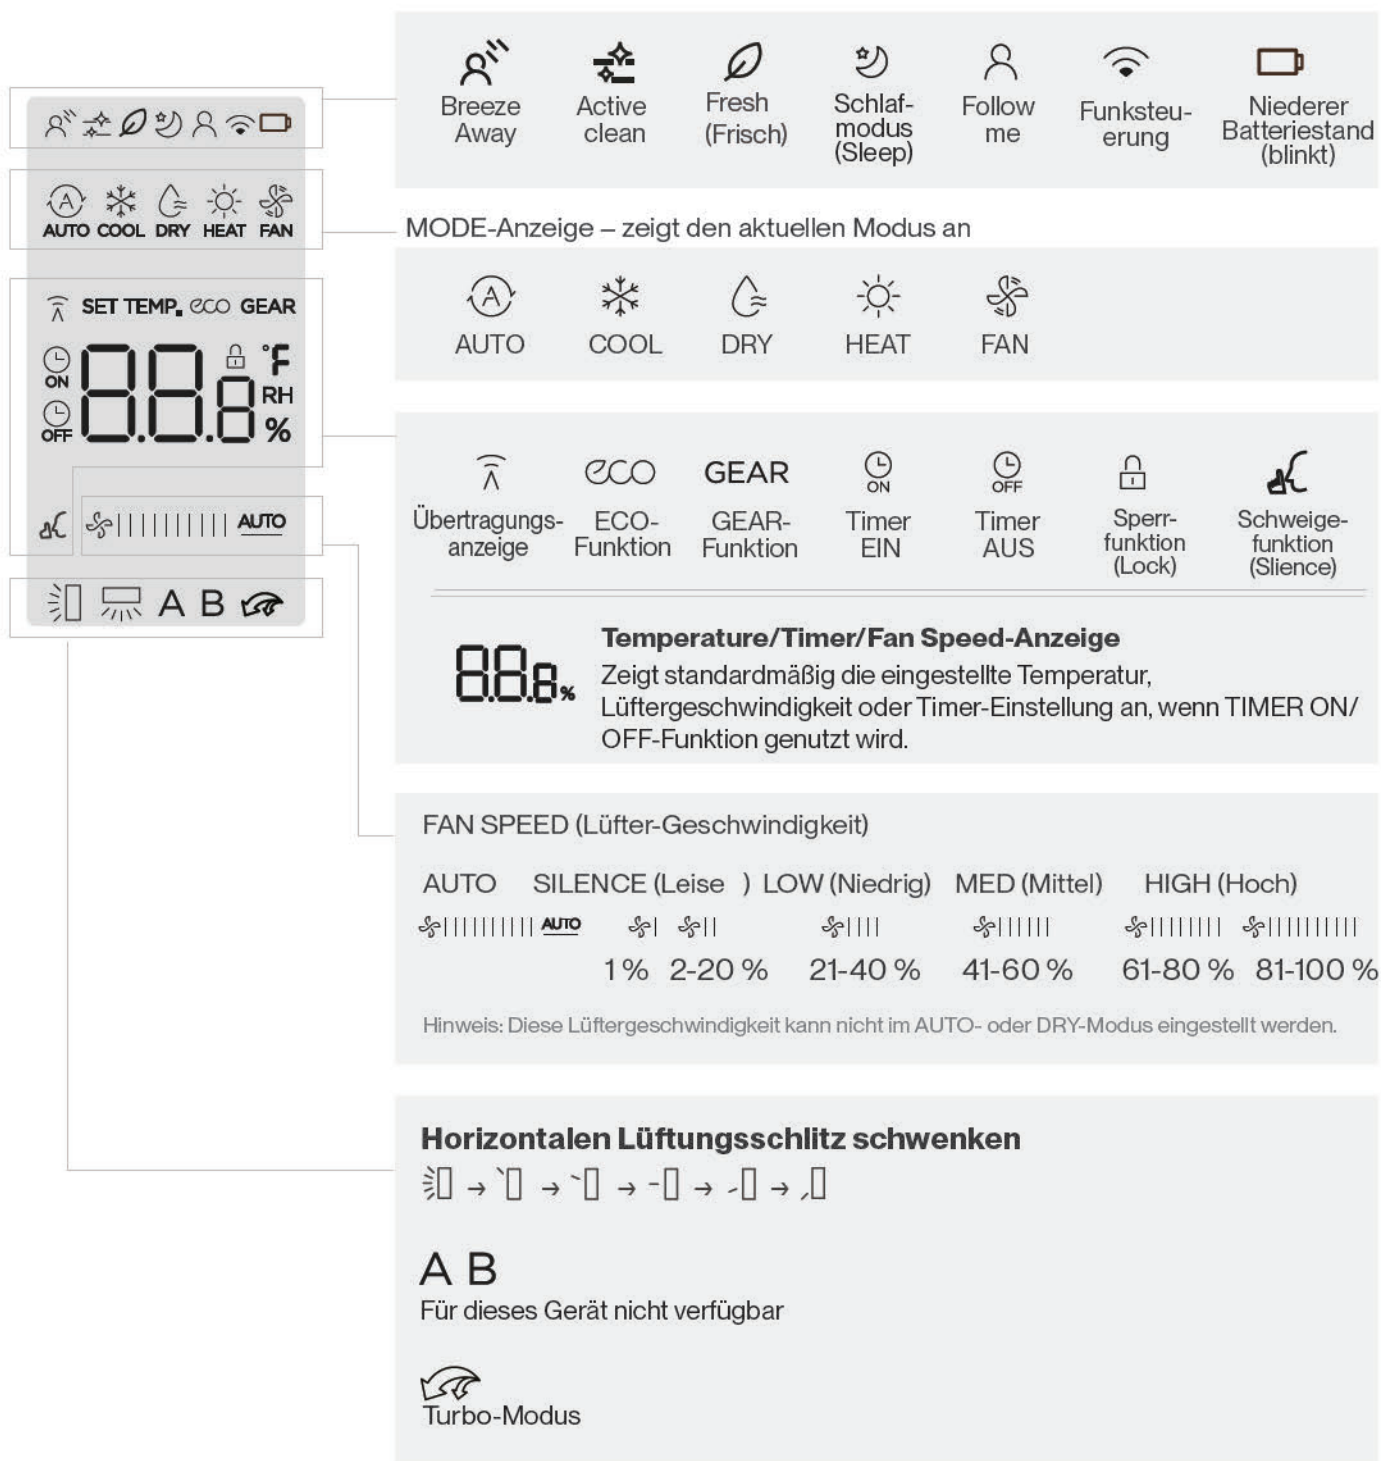 AUTO COOL DRY HEAT FAN
SET TEMP. eco GEAR
ON
OFF
88.8
°F
RH
%
AUTO
A B
Breeze
Away
Active
clean
Fresh
(Frisch)
Schlaf-
modus
(Sleep)
Follow
me
Funksteu-
erung
Niederer
Batteriestand
(blinkt)
MODE-Anzeige – zeigt den aktuellen Modus an
A
AUTO
COOL
DRY
HEAT
FAN
eco
GEAR
ON
OFF
Übertragungs-
anzeige
ECO-
Funktion
GEAR-
Funktion
Timer
EIN
Timer
AUS
Sperr-
funktion
(Lock)
Schweige-
funktion
(Slience)
8.8.8%
Temperature/Timer/Fan Speed-Anzeige
Zeigt standardmäßig die eingestellte Temperatur,
Lüftergeschwindigkeit oder Timer-Einstellung an, wenn TIMER ON/
OFF-Funktion genutzt wird.
FAN SPEED (Lüfter-Geschwindigkeit)
AUTO SILENCE (Leise ) LOW (Niedrig) MED (Mittel) HIGH (Hoch)
AUTO
1 % 2-20 % 21-40 % 41-60 % 61-80 % 81-100 %
Hinweis: Diese Lüftergeschwindigkeit kann nicht im AUTO- oder DRY-Modus eingestellt werden.
Horizontalen Lüftungsschlitz schwenken
A B
Für dieses Gerät nicht verfügbar
Turbo-Modus